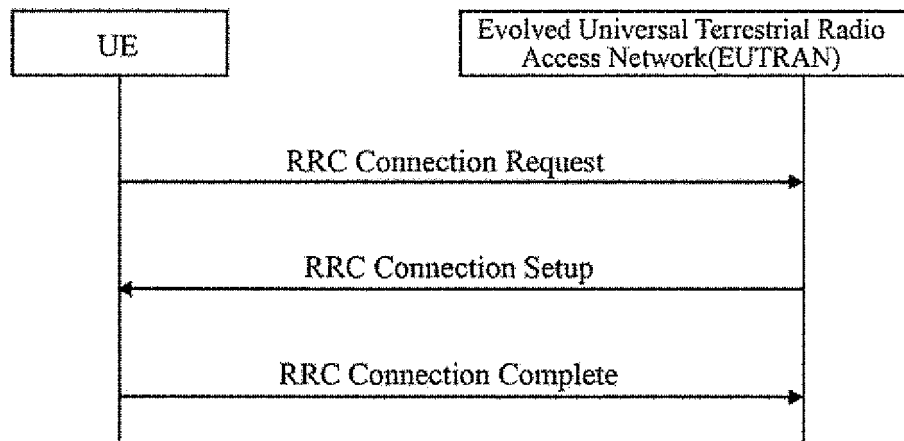 UE
Evolved Universal Terrestrial Radio
Access Network(EUTRAN)
RRC Connection Request
RRC Connection Setup
RRC Connection Complete